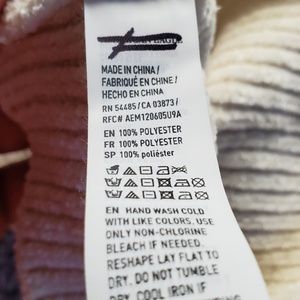 MADE IN CHINA /
FABRIQUÉ EN CHINE /
HECHO EN CHINA
RN 54485 / CA 03873 /
RFC# AEM120605U9A
EN 100% POLYESTER
FR 100% POLYESTER
SP 100% poliéster
EN HAND WASH COLD
WITH LIKE COLORS. USE
ONLY NON-CHLORINE
BLEACH IF NEEDED.
RESHAPE LAY FLAT TO
DRY. DO NOT TUMBLE
DRY. COOL IRON IF